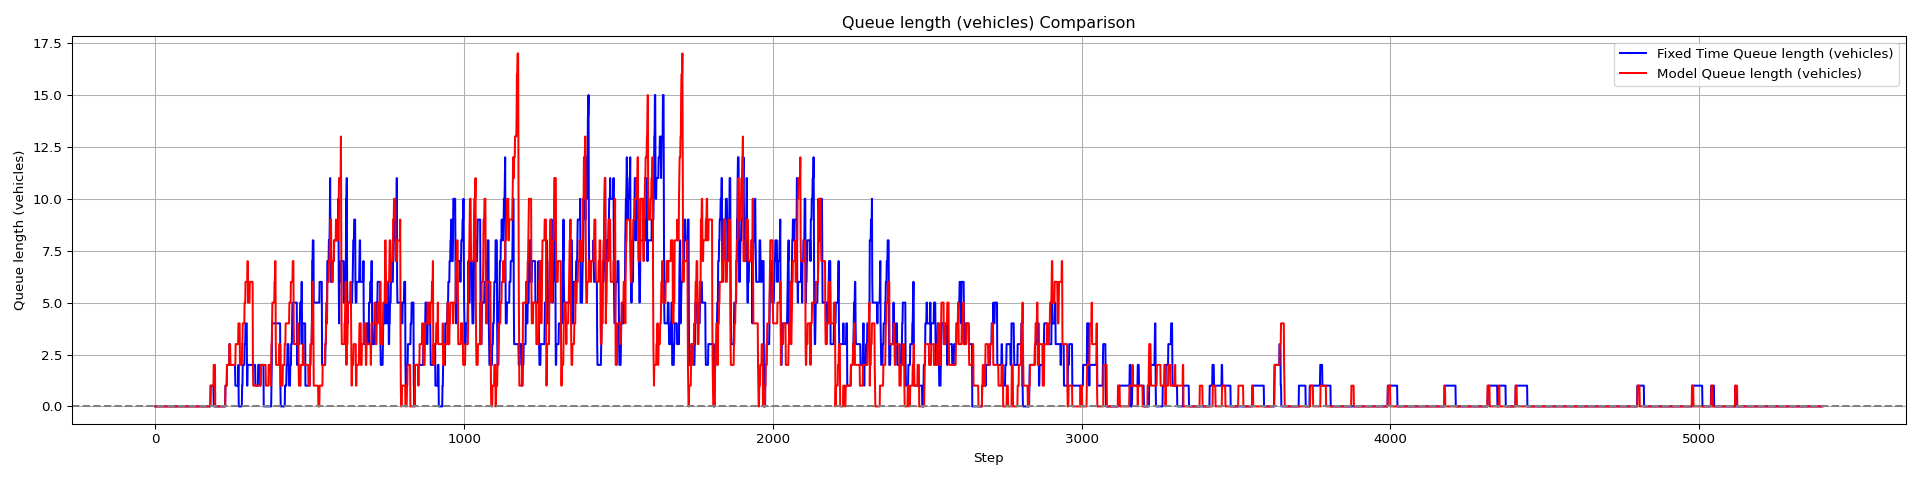 Queue length (vehicles) Comparison
17.5
15.0
12.5
10.0
7.5
5.0
2.5
0.0
Queue length (vehicles)
Fixed Time Queue length (vehicles)
Model Queue length (vehicles)
0
1000
2000
3000
4000
5000
Step